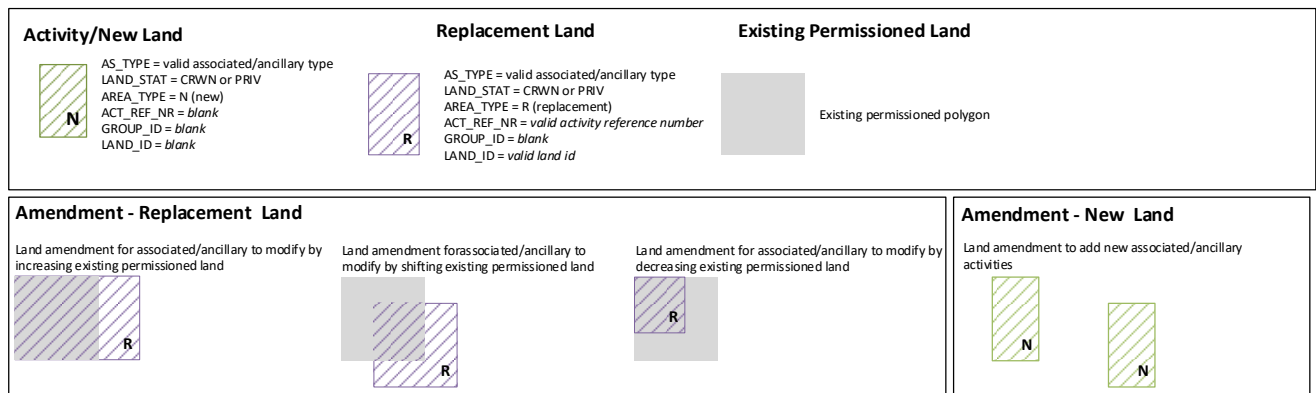 Activity/New Land
AS_TYPE = valid associated/ancillary type
LAND_STAT = CRWN or PRIV
AREA_TYPE = N (new)
ACT_REF_NR = blank
GROUP_ID = blank
LAND_ID = blank
N
Replacement Land
AS_TYPE = valid associated/ancillary type
LAND_STAT = CRWN or PRIV
AREA_TYPE = R (replacement)
ACT_REF_NR = valid activity reference number
GROUP_ID = blank
LAND_ID = valid land id
R
Existing Permissioned Land
Existing permissioned polygon
Amendment - Replacement Land
Land amendment for associated/ancillary to modify by
increasing existing permissioned land
R
Land amendment forassociated/ancillary to
modify by shifting existing permissioned land
R
Land amendment for associated/ancillary to modify by
decreasing existing permissioned land
R
Amendment - New Land
Land amendment to add new associated/ancillary
activities
N
N